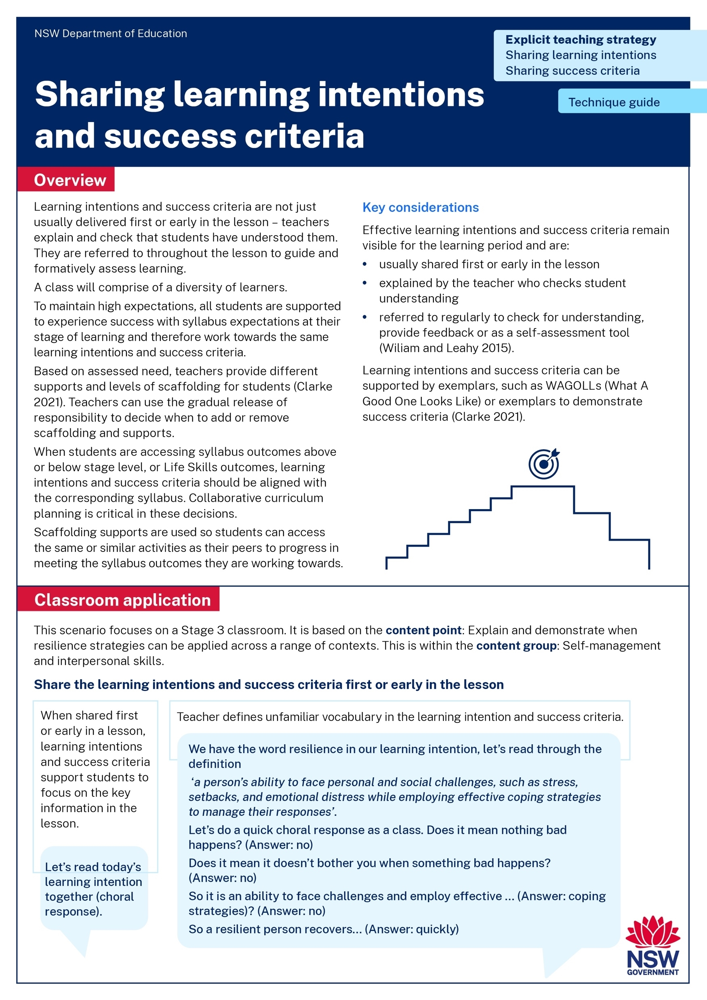 NSW Department of Education
Explicit teaching strategy
Sharing learning intentions
Sharing success criteria
Technique guide
Sharing learning intentions
and success criteria
Overview
Learning intentions and success criteria are not just
usually delivered first or early in the lesson – teachers
explain and check that students have understood them.
They are referred to throughout the lesson to guide and
formatively assess learning.
A class will comprise of a diversity of learners.
To maintain high expectations, all students are supported
to experience success with syllabus expectations at their
stage of learning and therefore work towards the same
learning intentions and success criteria.
Based on assessed need, teachers provide different
supports and levels of scaffolding for students (Clarke
2021). Teachers can use the gradual release of
responsibility to decide when to add or remove
scaffolding and supports.
When students are accessing syllabus outcomes above
or below stage level, or Life Skills outcomes, learning
intentions and success criteria should be aligned with
the corresponding syllabus. Collaborative curriculum
planning is critical in these decisions.
Scaffolding supports are used so students can access
the same or similar activities as their peers to progress in
meeting the syllabus outcomes they are working towards.
Key considerations
Effective learning intentions and success criteria remain
visible for the learning period and are:
• usually shared first or early in the lesson
• explained by the teacher who checks student
understanding
• referred to regularly to check for understanding,
provide feedback or as a self-assessment tool
(Wiliam and Leahy 2015).
Learning intentions and success criteria can be
supported by exemplars, such as WAGOLLs (What A
Good One Looks Like) or exemplars to demonstrate
success criteria (Clarke 2021).
Classroom application
This scenario focuses on a Stage 3 classroom. It is based on the content point: Explain and demonstrate when
resilience strategies can be applied across a range of contexts. This is within the content group: Self-management
and interpersonal skills.
Share the learning intentions and success criteria first or early in the lesson
When shared first
or early in a lesson,
learning intentions
and success criteria
support students to
focus on the key
information in the
lesson.
Let's read today's
learning intention
together (choral
response).
Teacher defines unfamiliar vocabulary in the learning intention and success criteria.
We have the word resilience in our learning intention, let's read through the
definition
'a person's ability to face personal and social challenges, such as stress,
setbacks, and emotional distress while employing effective coping strategies
to manage their responses'.
Let's do a quick choral response as a class. Does it mean nothing bad
happens? (Answer: no)
Does it mean it doesn't bother you when something bad happens?
(Answer: no)
So it is an ability to face challenges and employ effective ... (Answer: coping
strategies)? (Answer: no)
So a resilient person recovers... (Answer: quickly)
NSW
GOVERNMENT